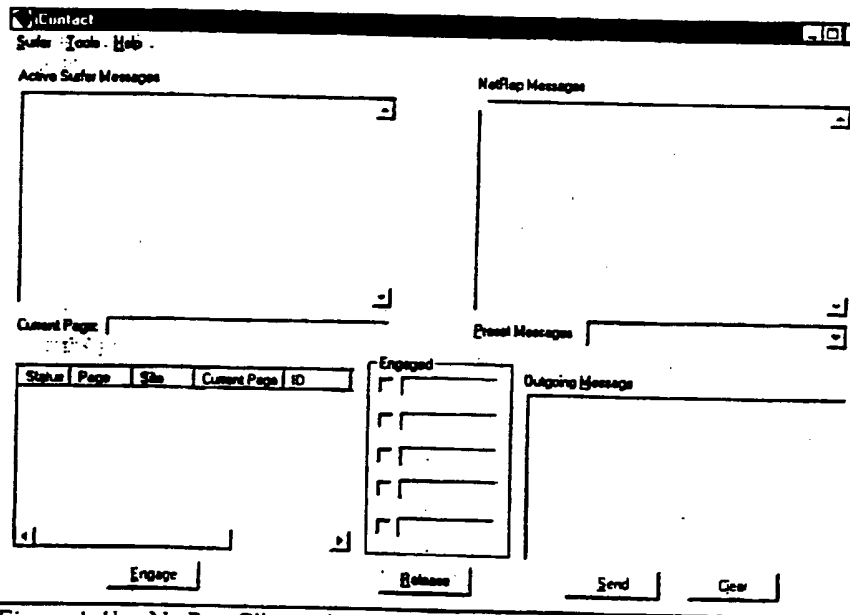 iContact
Surfer Tools Help
Active Surfer Messages
NetRep Messages
Current Page:
Preset Messages
Status Page Site Current Page ID
Engaged
Outgoing Message
Engage
Release
Send
Clear